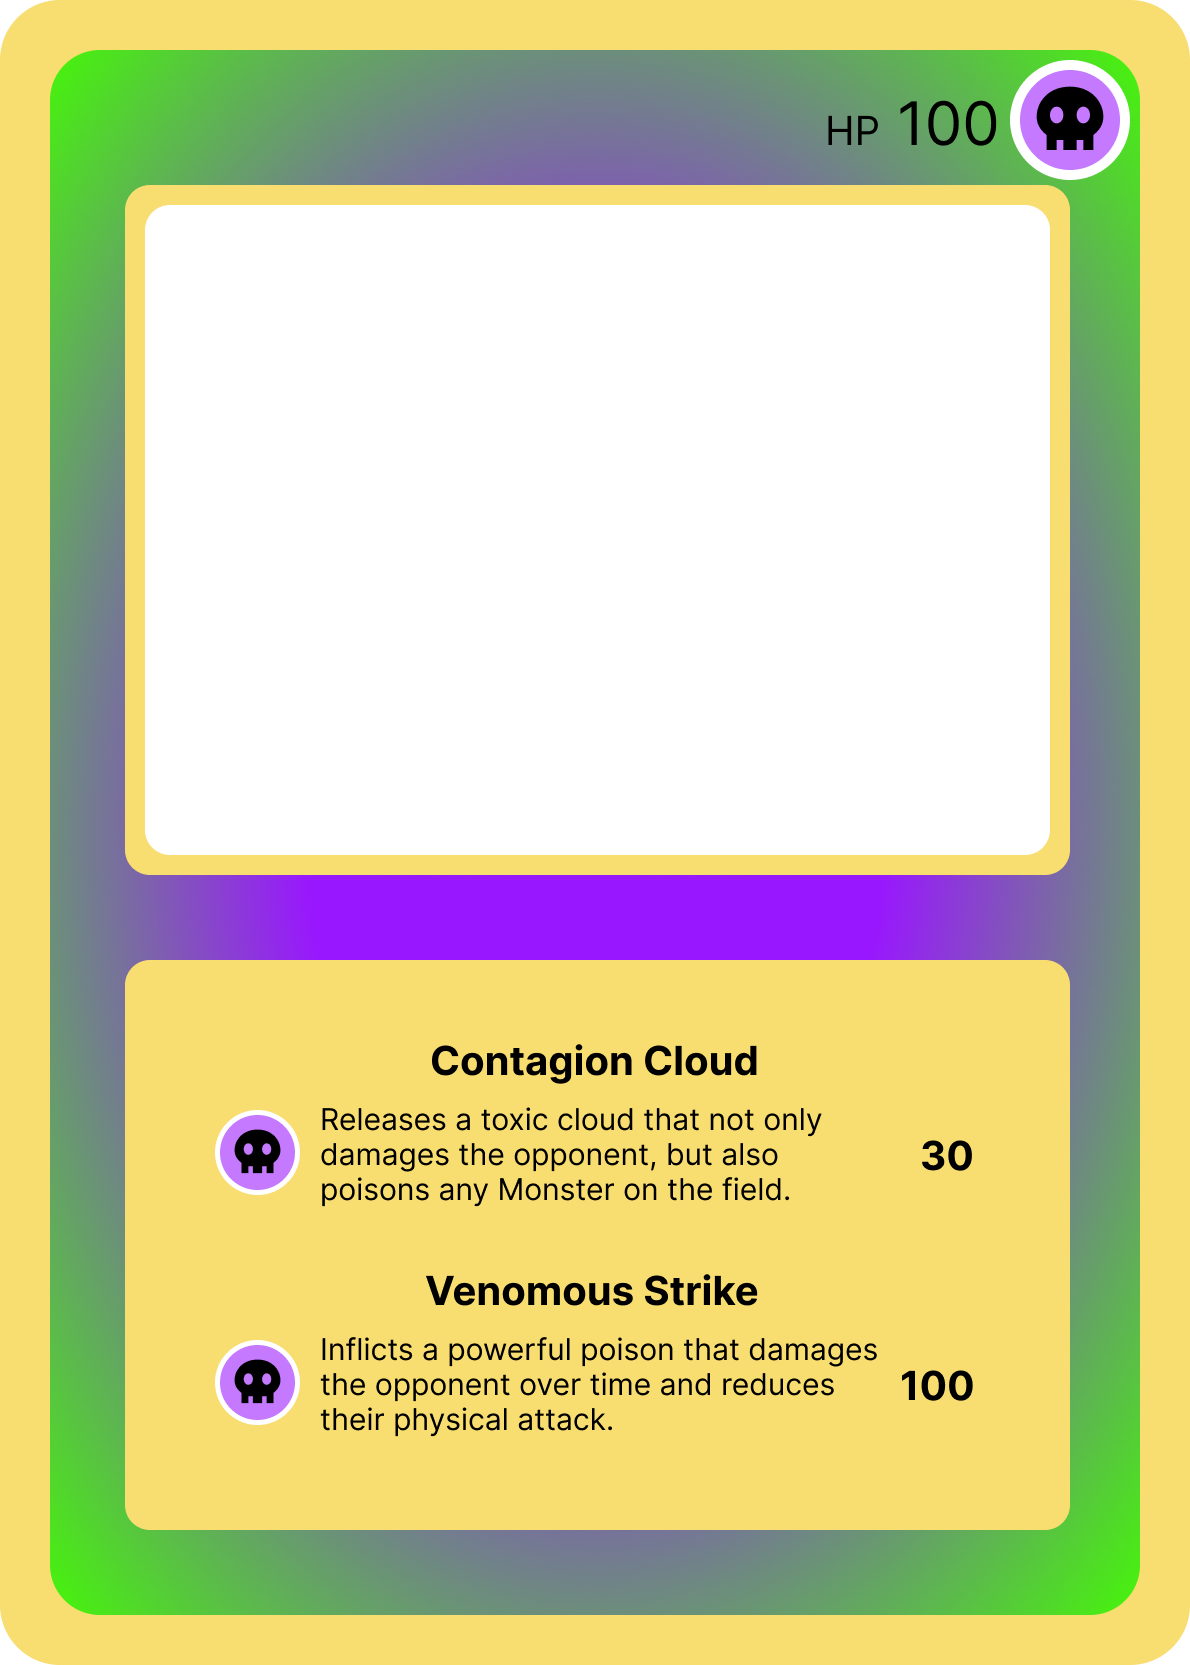 HP 100
Contagion Cloud
Releases a toxic cloud that not only
damages the opponent, but also
poisons any Monster on the field.
30
Venomous Strike
Inflicts a powerful poison that damages
the opponent over time and reduces
their physical attack.
100